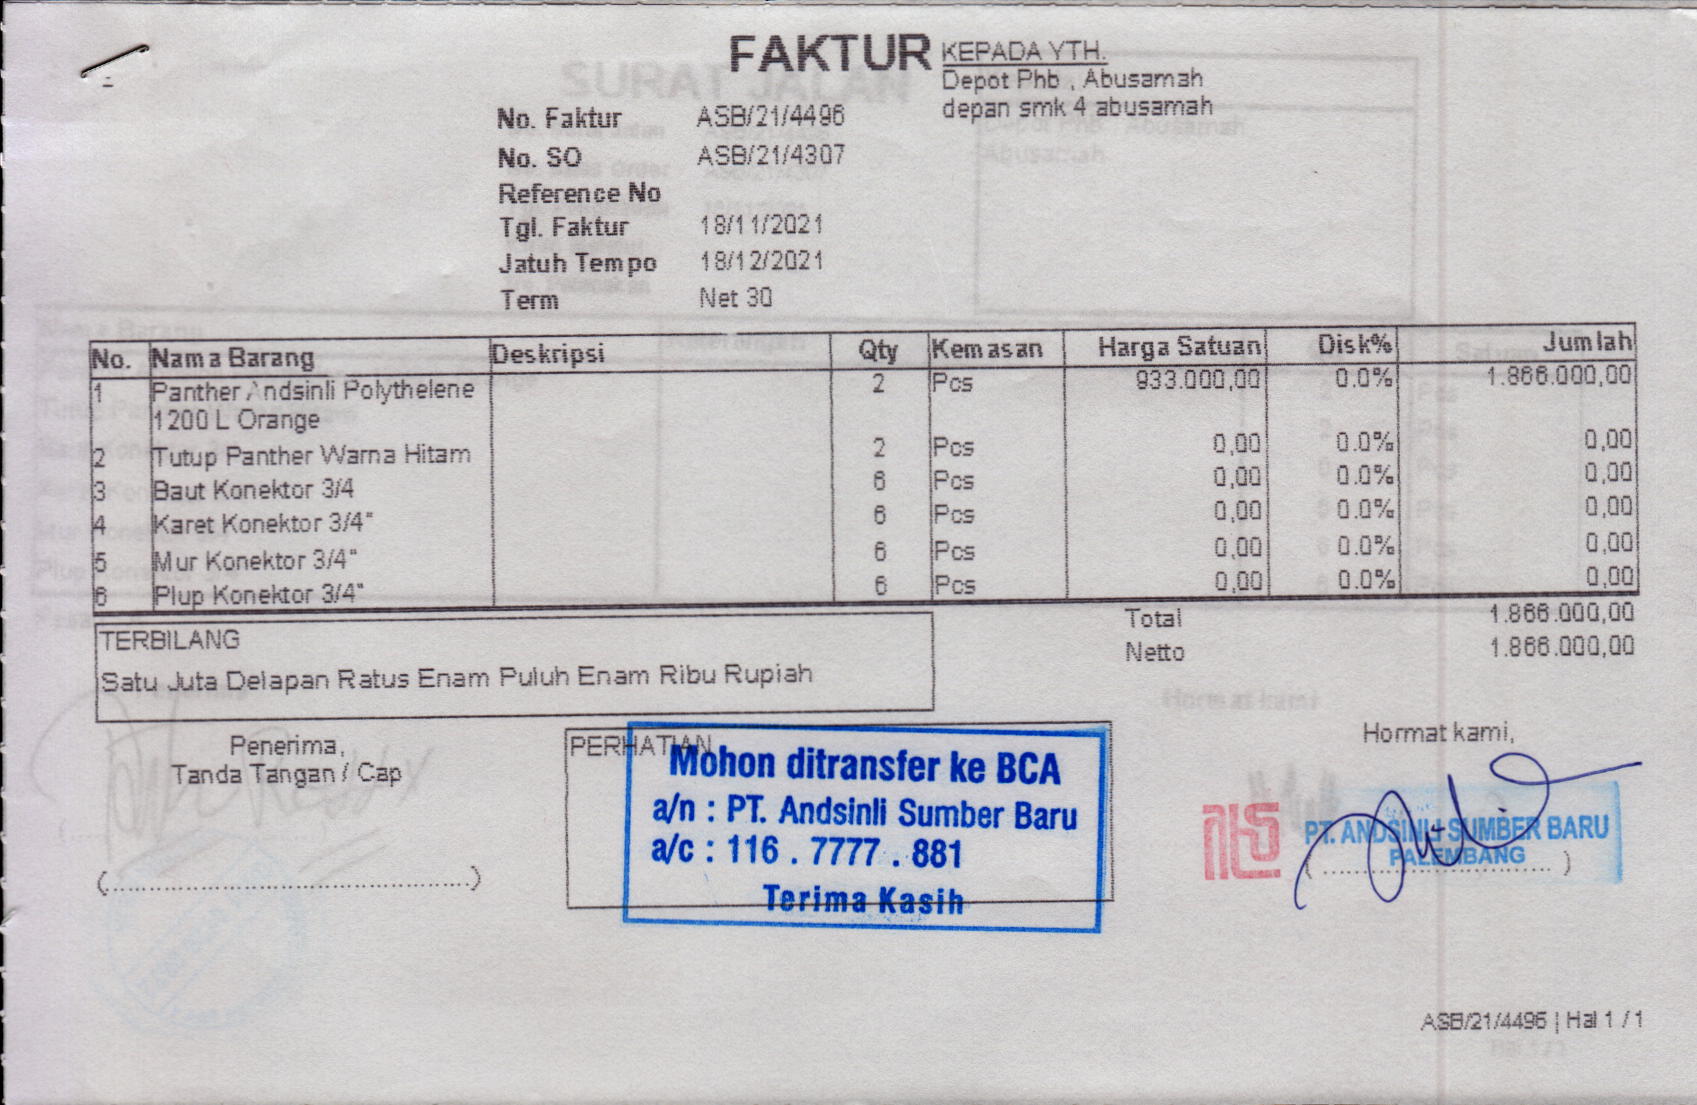 FAKTUR
KEPADA YTH.
Depot Phb , Abusamah
depan smk 4 abusamah
No. Faktur ASB/21/4496
No. SO ASB/21/4307
Reference No
Tgl. Faktur 18/11/2021
Jatuh Tempo 18/12/2021
Term Net 30
No. Nama Barang Deskripsi Qty Kemasan Harga Satuan Disk% Jumlah
1 Panther Andsinli Polythelene 2 Pcs 933.000,00 0.0% 1.866.000,00
1200 L Orange
2 Tutup Panther Warna Hitam 2 Pcs 0,00 0.0% 0,00
3 Baut Konektor 3/4 6 Pcs 0,00 0.0% 0,00
4 Karet Konektor 3/4" 6 Pcs 0,00 0.0% 0,00
5 Mur Konektor 3/4" 6 Pcs 0,00 0.0% 0,00
6 Plup Konektor 3/4" 6 Pcs 0,00 0.0% 0,00
Total 1.866.000,00
Netto 1.866.000,00
TERBILANG
Satu Juta Delapan Ratus Enam Puluh Enam Ribu Rupiah
Penerima,
Tanda Tangan / Cap
(..............................................)
PERHATIAN
Mohon ditransfer ke BCA
a/n : PT. Andsinli Sumber Baru
a/c : 116 . 7777 . 881
Terima Kasih
Hormat kami,
PT. ANDSINLI SUMBER BARU
PALEMBANG
(..............................)
ASB/21/4496 | Hal 1 / 1